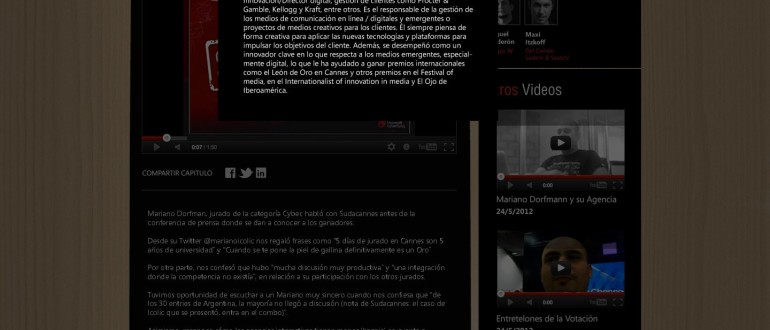 innovación/Director digital, gestión de clientes como Procter &
Gamble, Kellogg y Kraft, entre otros. Es el responsable de la gestión de
los medios de comunicación en línea / digitales y emergentes o
proyectos de medios creativos para los clientes. Él siempre piensa de
forma creativa para aplicar las nuevas tecnologías y plataformas para
impulsar los objetivos del cliente. Además, se desempeñó como un
innovador clave en lo que respecta a los medios emergentes, especial-
mente digital, lo que le ha ayudado a ganar premios internacionales
como el León de Oro en Cannes y otros premios en el Festival of
media, en el Internationalist of innovation in media y El Ojo de
Iberoamérica.
Maxi
Itzkoff
ros Videos
0:07 / 1:00
COMPARTIR CAPITULO
Mariano Dorfman, jurado de la categoría Cyber, habló con Sudacannes antes de la
conferencia de prensa donde se dan a conocer a los ganadores.
Desde su Twitter @marianoicolic nos regaló frases como "5 días de jurado en Cannes son 5
años de universidad" y "Cuando se te pone la piel de gallina definitivamente es un Oro"
Por otra parte, nos confesó que hubo "mucha discusión muy productiva" y "una integración
donde la competencia no existía", en relación a su participación con los otros jurados.
Tuvimos oportunidad de escuchar a un Mariano muy sincero cuando nos confiesa que "de
los 30 entries de Argentina, la mayoría no llegó a discusión (nota de Sudacannes: el caso de
Icolic que se presentó, entra en el combo)".
0:00
Mariano Dorfmann y su Agencia
24/5/2012
0:00
Entretelones de la Votación